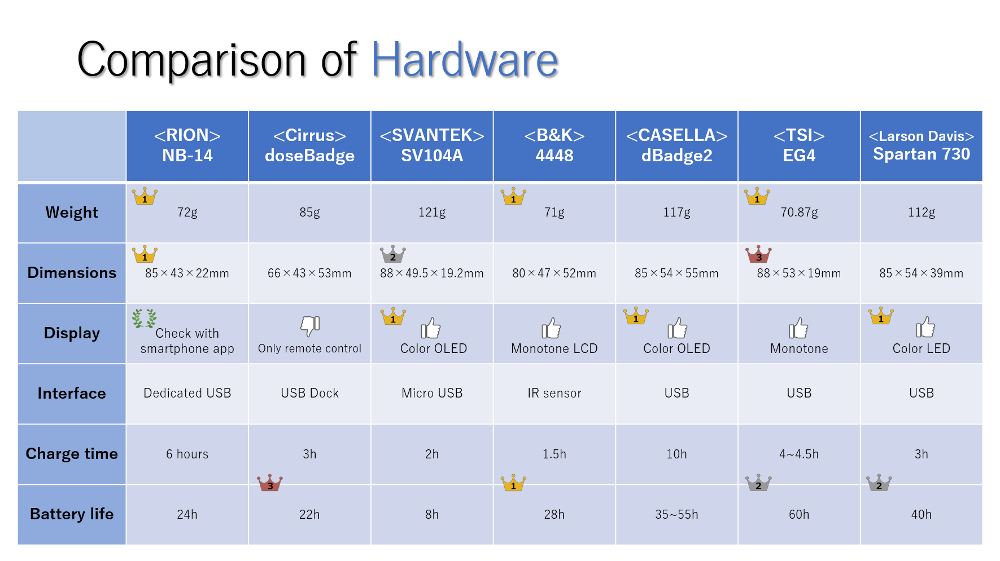 Comparison of Hardware
<RION> NB-14
<Cirrus> doseBadge
<SVANTEK> SV104A
<B&K> 4448
<CASELLA> dBadge2
<TSI> EG4
<Larson Davis> Spartan 730
Weight
1
72g
85g
121g
1
71g
117g
1
70.87g
112g
Dimensions
1
85×43×22mm
66×43×53mm
2
88×49.5×19.2mm
80×47×52mm
85×54×55mm
3
88×53×19mm
85×54×39mm
Display
Check with
smartphone app
Only remote control
1
Color OLED
Monotone LCD
1
Color OLED
Monotone
1
Color LED
Interface
Dedicated USB
USB Dock
Micro USB
IR sensor
USB
USB
USB
Charge time
6 hours
3h
2h
1.5h
10h
4~4.5h
3h
Battery life
24h
3
22h
8h
1
28h
35~55h
2
60h
2
40h